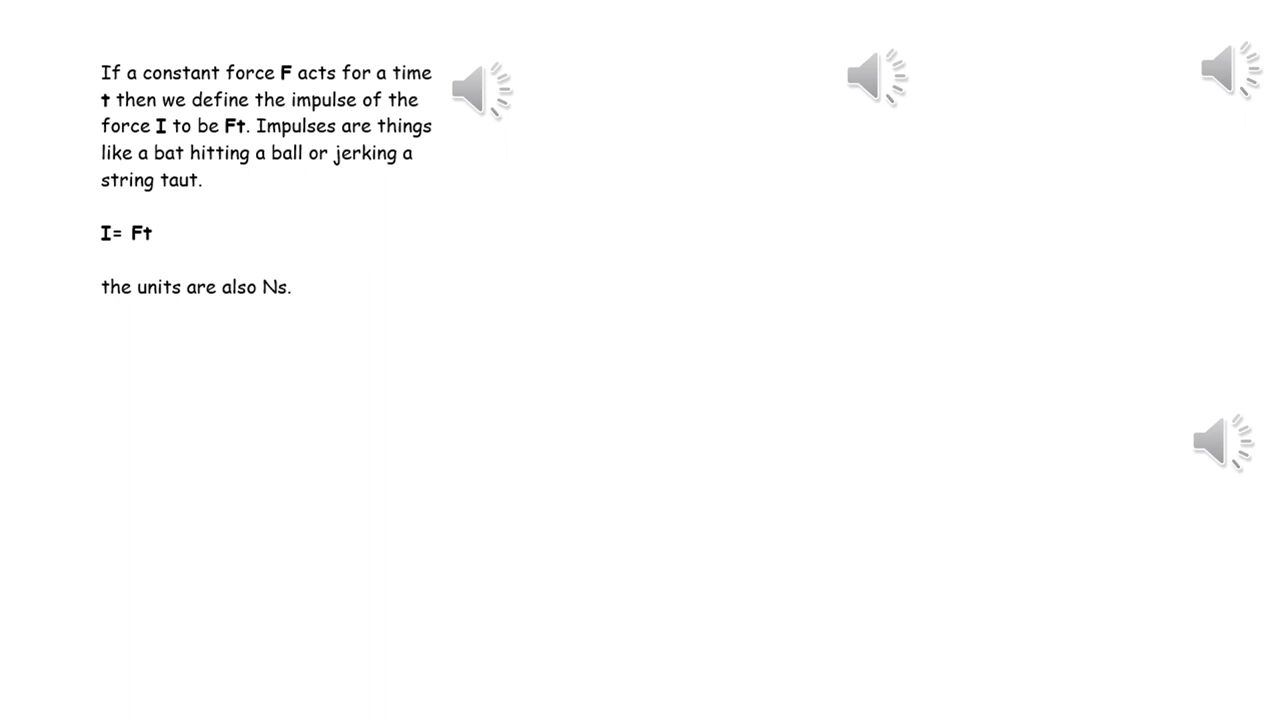 If a constant force F acts for a time
t then we define the impulse of the
force I to be Ft. Impulses are things
like a bat hitting a ball or jerking a
string taut.
I= Ft
the units are also Ns.